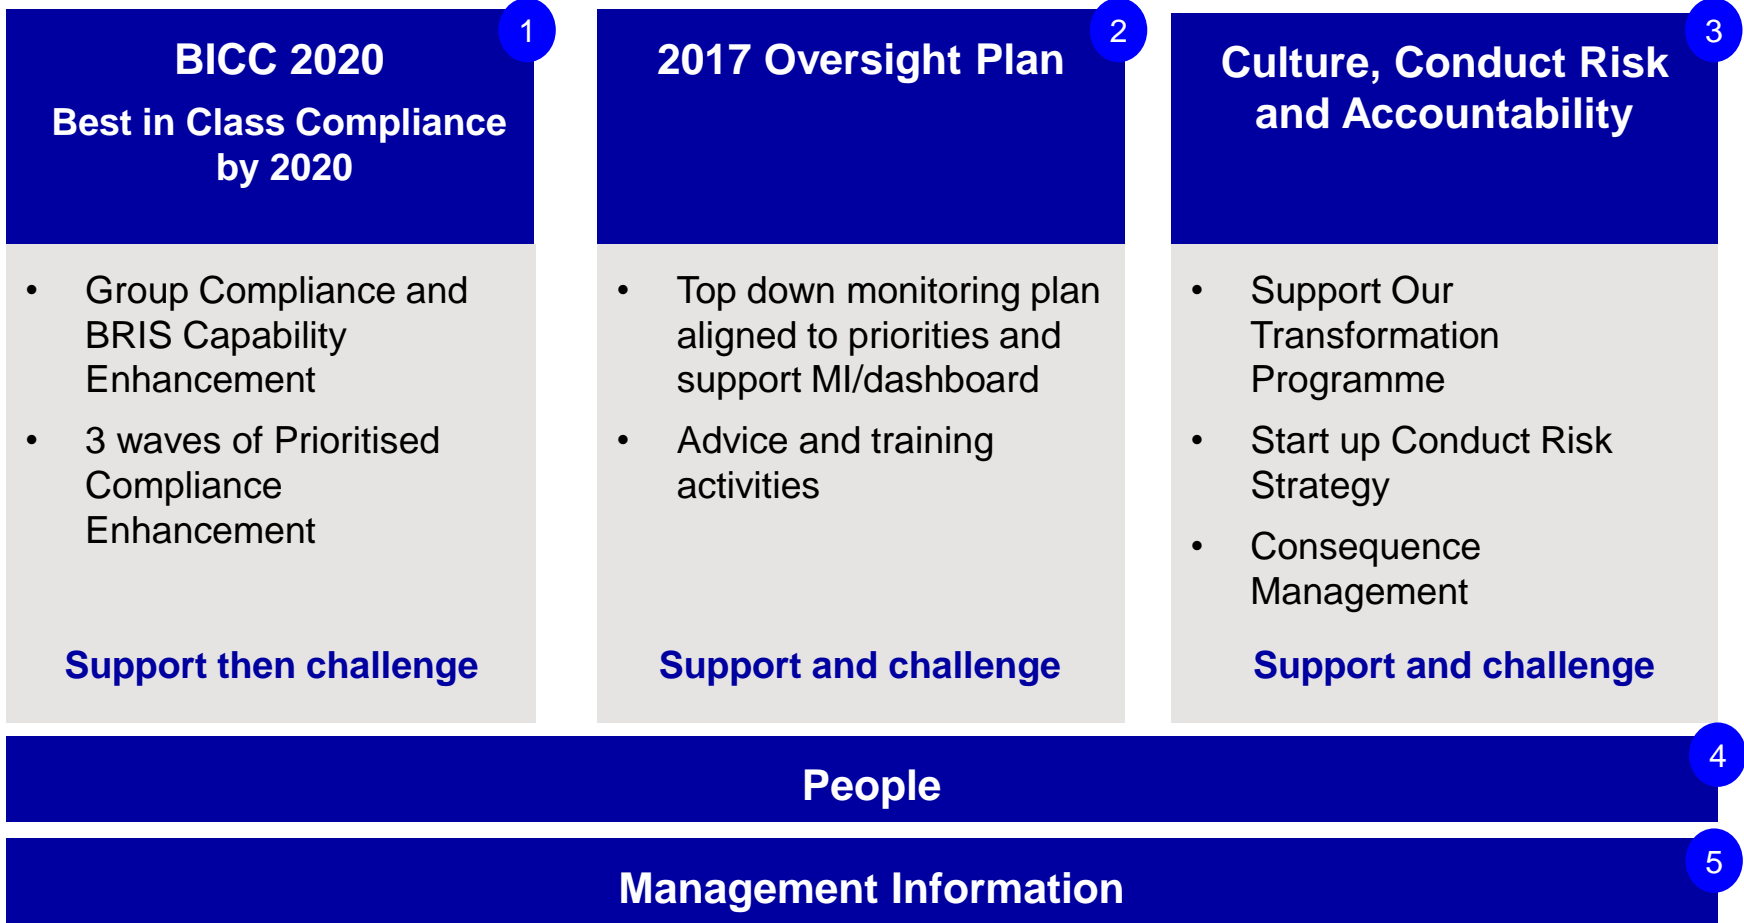 1
BICC 2020
Best in Class Compliance
by 2020
• Group Compliance and
BRIS Capability
Enhancement
• 3 waves of Prioritised
Compliance
Enhancement
Support then challenge
2
2017 Oversight Plan
• Top down monitoring plan
aligned to priorities and
support MI/dashboard
• Advice and training
activities
Support and challenge
3
Culture, Conduct Risk
and Accountability
• Support Our
Transformation
Programme
• Start up Conduct Risk
Strategy
• Consequence
Management
Support and challenge
4
People
5
Management Information